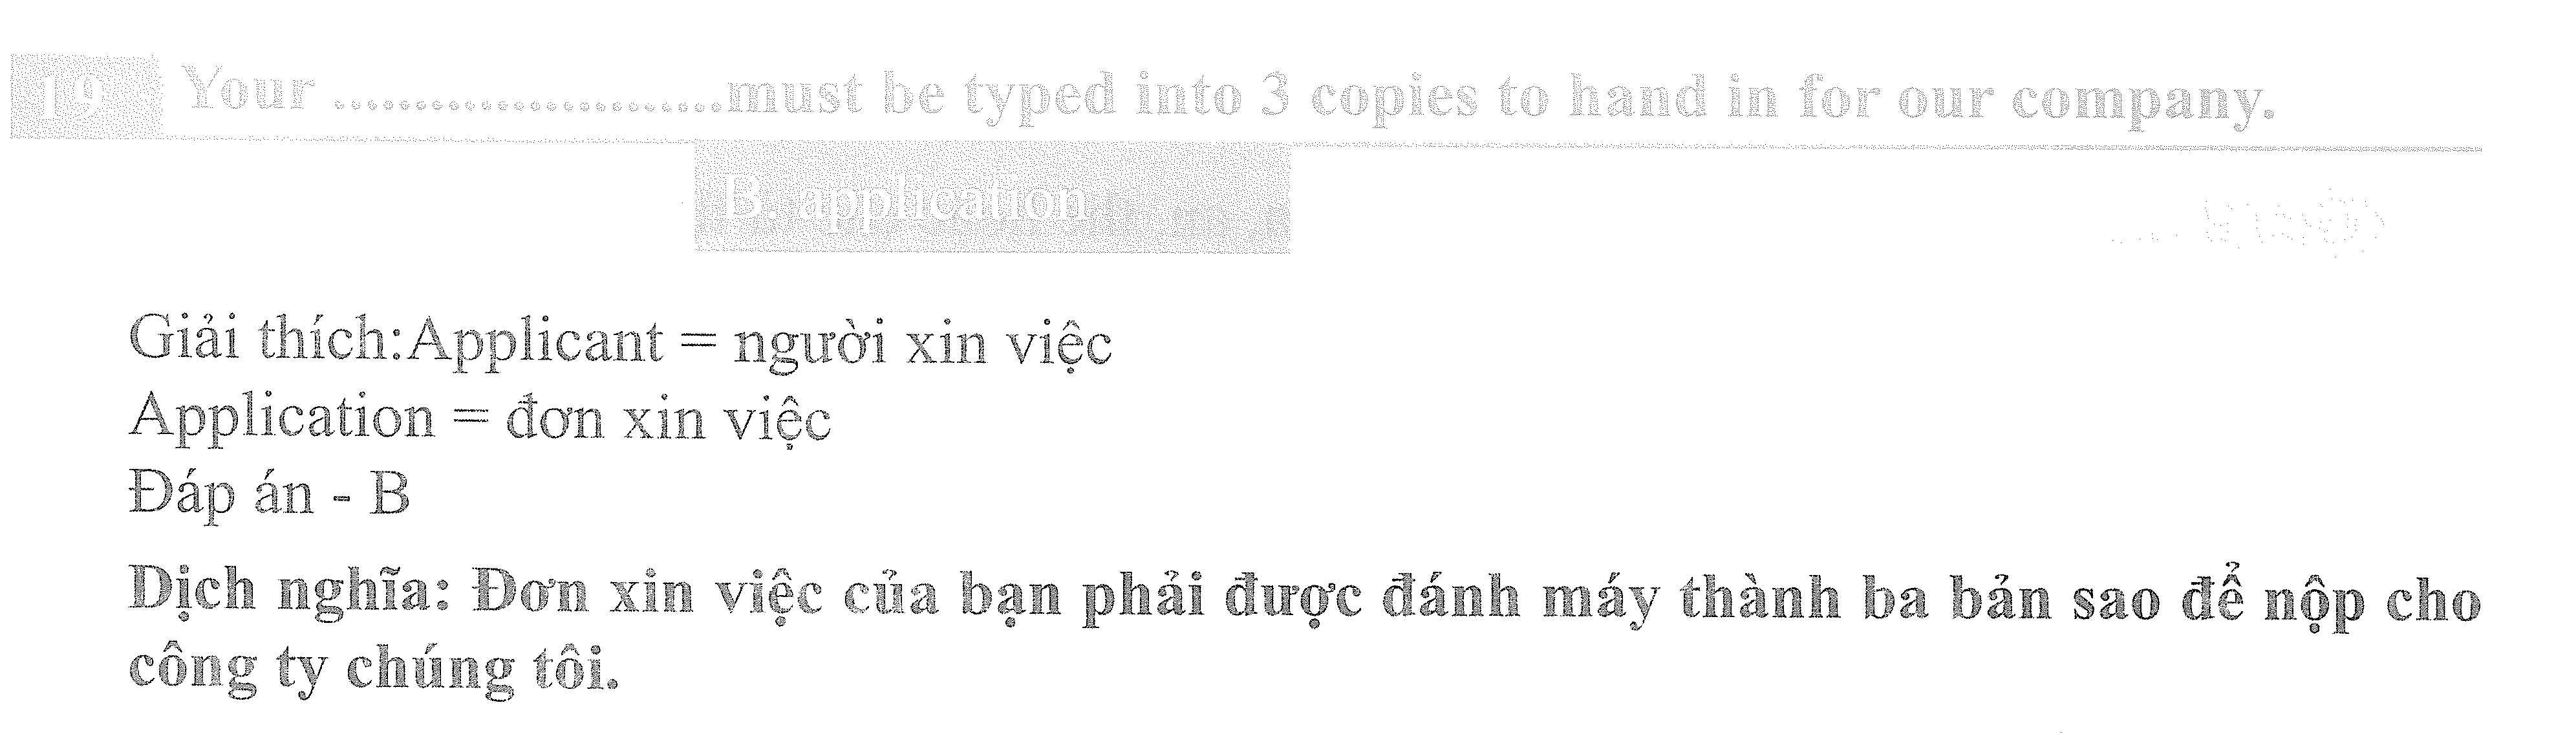 19 Your ........................must be typed into 3 copies to hand in for our company.
B. application
Giải thích:Applicant = người xin việc
Application = đơn xin việc
Đáp án - B
Dịch nghĩa: Đơn xin việc của bạn phải được đánh máy thành ba bản sao để nộp cho
công ty chúng tôi.